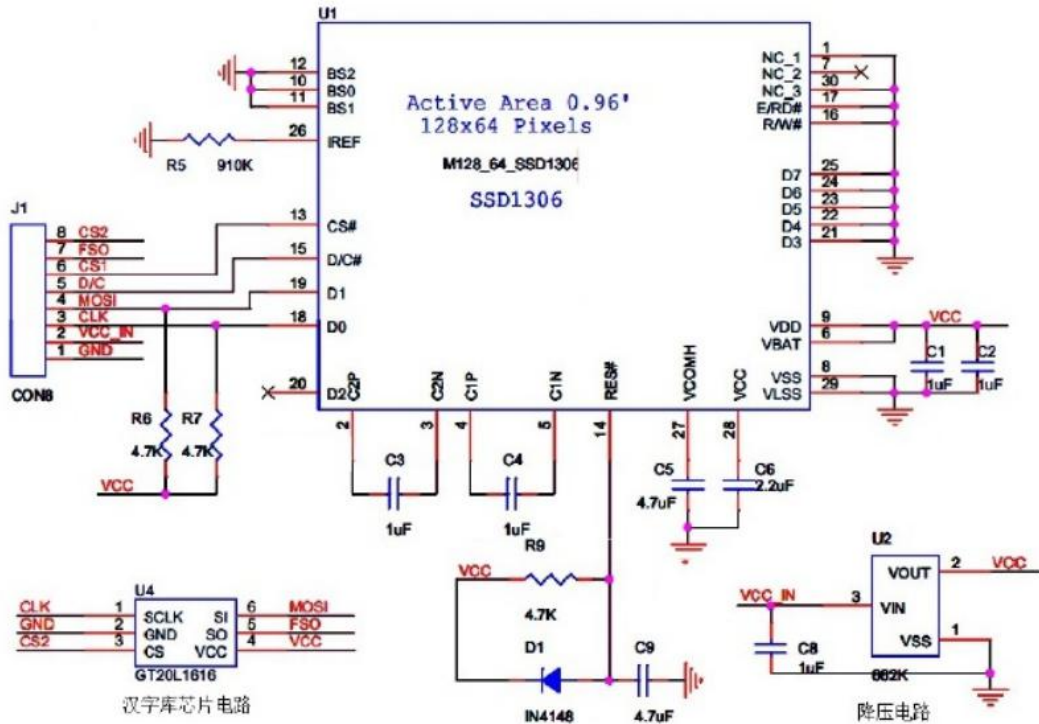 U1
12 BS2
10 BS0
11 BS1
26 IREF
R5 910K
Active Area 0.96'
128x64 Pixels
M128_64_SSD1306
SSD1306
NC_1 1
NC_2 7
NC_3 30
E/RD# 17
R/W# 16
D7 25
D6 24
D5 23
D4 22
D3 21
J1
8 CS2
7 FSO
6 CS1
5 D/C
4 MOSI
3 CLK
2 VCC_IN
1 GND
CON8
13 CS#
15 D/C#
19 D1
18 D0
20 D2
VDD 9
VBAT 6
VSS 8
VLSS 29
VCC
C1
1uF
C2
1uF
C2P 2
C2N 3
C1P 4
C1N 5
RES# 14
VCOMH 27
VCC 28
R6
4.7K
R7
4.7K
VCC
C3
1uF
C4
1uF
C5
4.7uF
C6
2.2uF
R9
VCC
4.7K
D1
IN4148
C9
4.7uF
U4
CLK 1 SCLK SI 6 MOSI
GND 2 GND SO 5 FSO
CS2 3 CS VCC 4 VCC
GT20L1616
汉字库芯片电路
U2
VOUT 2 VCC
VCC_IN 3 VIN
VSS 1
C8
1uF
662K
降压电路